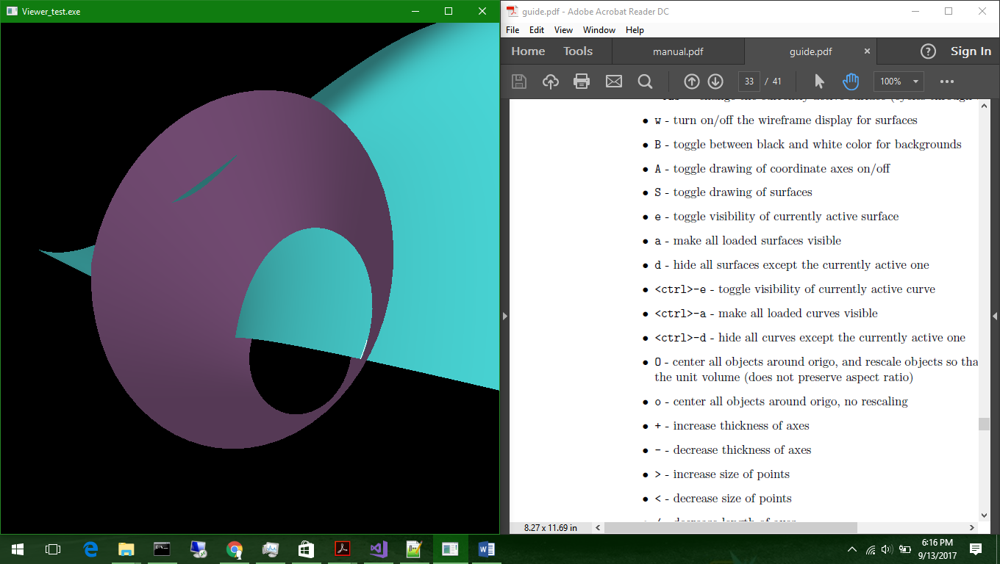 Viewer_test.exe
guide.pdf - Adobe Acrobat Reader DC
File Edit View Window Help
Home Tools manual.pdf guide.pdf × ? Sign In
33 / 41 100%
• w - turn on/off the wireframe display for surfaces
• B - toggle between black and white color for backgrounds
• A - toggle drawing of coordinate axes on/off
• S - toggle drawing of surfaces
• e - toggle visibility of currently active surface
• a - make all loaded surfaces visible
• d - hide all surfaces except the currently active one
• <ctrl>-e - toggle visibility of currently active curve
• <ctrl>-a - make all loaded curves visible
• <ctrl>-d - hide all curves except the currently active one
• O - center all objects around origo, and rescale objects so tha
the unit volume (does not preserve aspect ratio)
• o - center all objects around origo, no rescaling
• + - increase thickness of axes
• - - decrease thickness of axes
• > - increase size of points
• < - decrease size of points
8.27 x 11.69 in
6:16 PM
9/13/2017